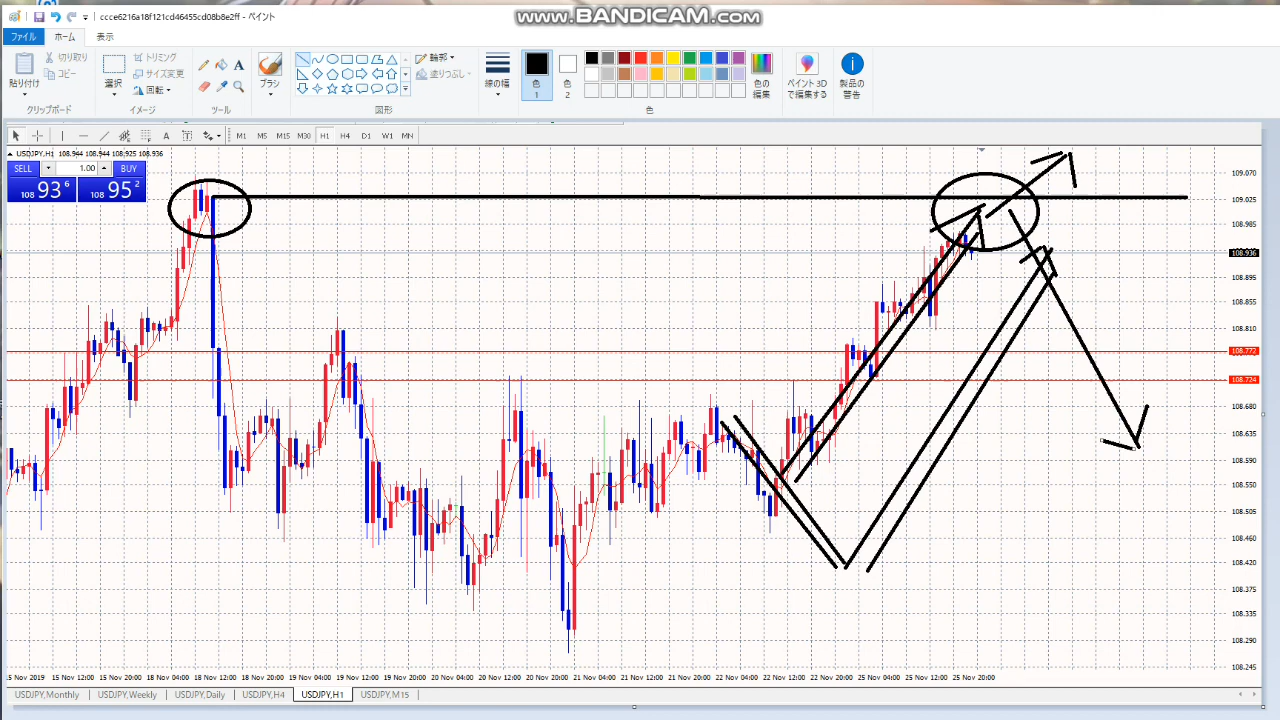 ccce6216a18f121cd46455cd08b8e2ff - ペイント
www.BANDICAM.com
ファイル ホーム 表示
貼り付け 切り取り コピー
選択 トリミング サイズ変更 回転
A
ブラシ
輪郭 塗りつぶし
線の幅
色 1
色 2
色の 編集
ペイント 3D で編集する
製品の 警告
クリップボード イメージ ツール 図形 色
A T M1 M5 M15 M30 H1 H4 D1 W1 MN
USDJPY,H1 108.944 108.944 108.925 108.936
SELL 1.00 BUY
108 93 6 108 95 2
109.070
109.025
108.985
108.936
108.895
108.855
108.810
108.772
108.724
108.680
108.635
108.590
108.550
108.505
108.460
108.420
108.375
108.335
108.290
108.245
15 Nov 12:00 15 Nov 20:00 18 Nov 04:00 18 Nov 12:00 18 Nov 20:00 19 Nov 04:00 19 Nov 12:00 19 Nov 20:00 20 Nov 04:00 20 Nov 12:00 20 Nov 20:00 21 Nov 04:00 21 Nov 12:00 21 Nov 20:00 22 Nov 04:00 22 Nov 12:00 22 Nov 20:00 25 Nov 04:00 25 Nov 12:00 25 Nov 20:00
USDJPY,Monthly USDJPY,Weekly USDJPY,Daily USDJPY,H4 USDJPY,H1 USDJPY,M15